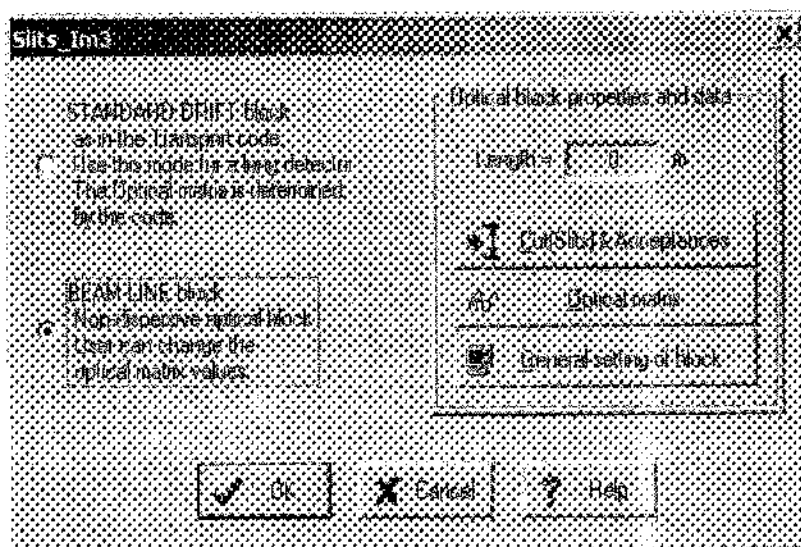 Slits_Im3
STANDARD DRIFT block
as in the Transport code.
Use this mode for a long detector
The Optical matrix is determined
by the code.
BEAM-LINE block
Non-dispersive optical block
User can change the
optical matrix values.
Optical block properties and data
Length = 0 m
Cut(Slits) & Acceptances
Optical matrix
General setting of block
OK
Cancel
Help